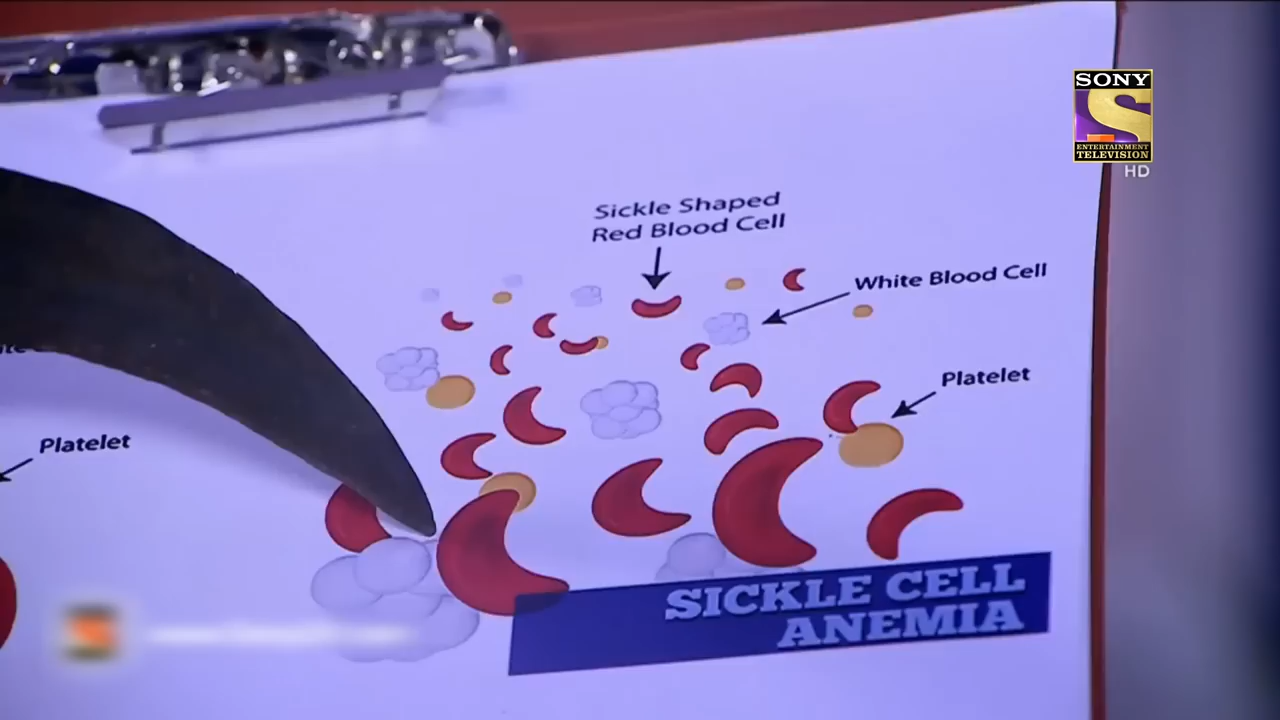 SONY
ENTERTAINMENT
TELEVISION
HD
Sickle Shaped
Red Blood Cell
White Blood Cell
Platelet
Platelet
SICKLE CELL
ANEMIA